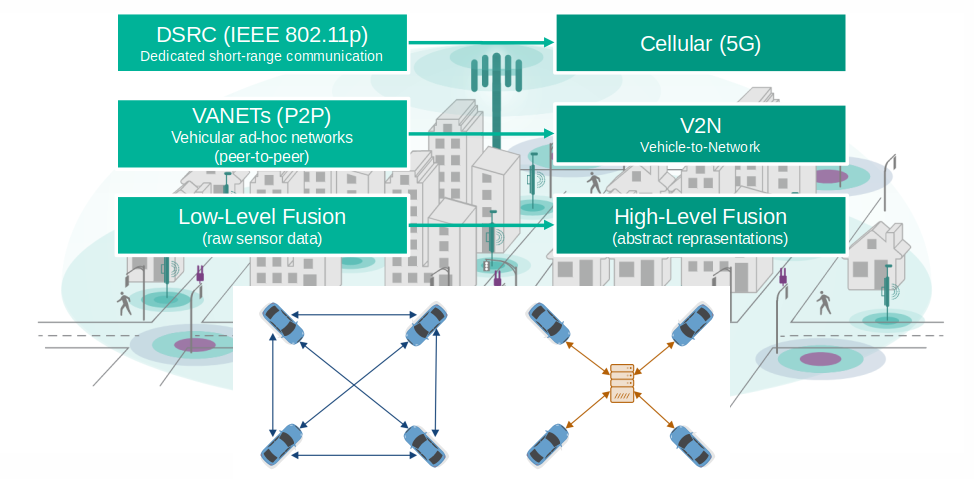 DSRC (IEEE 802.11p)
Dedicated short-range communication
Cellular (5G)
VANETs (P2P)
Vehicular ad-hoc networks
(peer-to-peer)
V2N
Vehicle-to-Network
Low-Level Fusion
(raw sensor data)
High-Level Fusion
(abstract reprasentations)